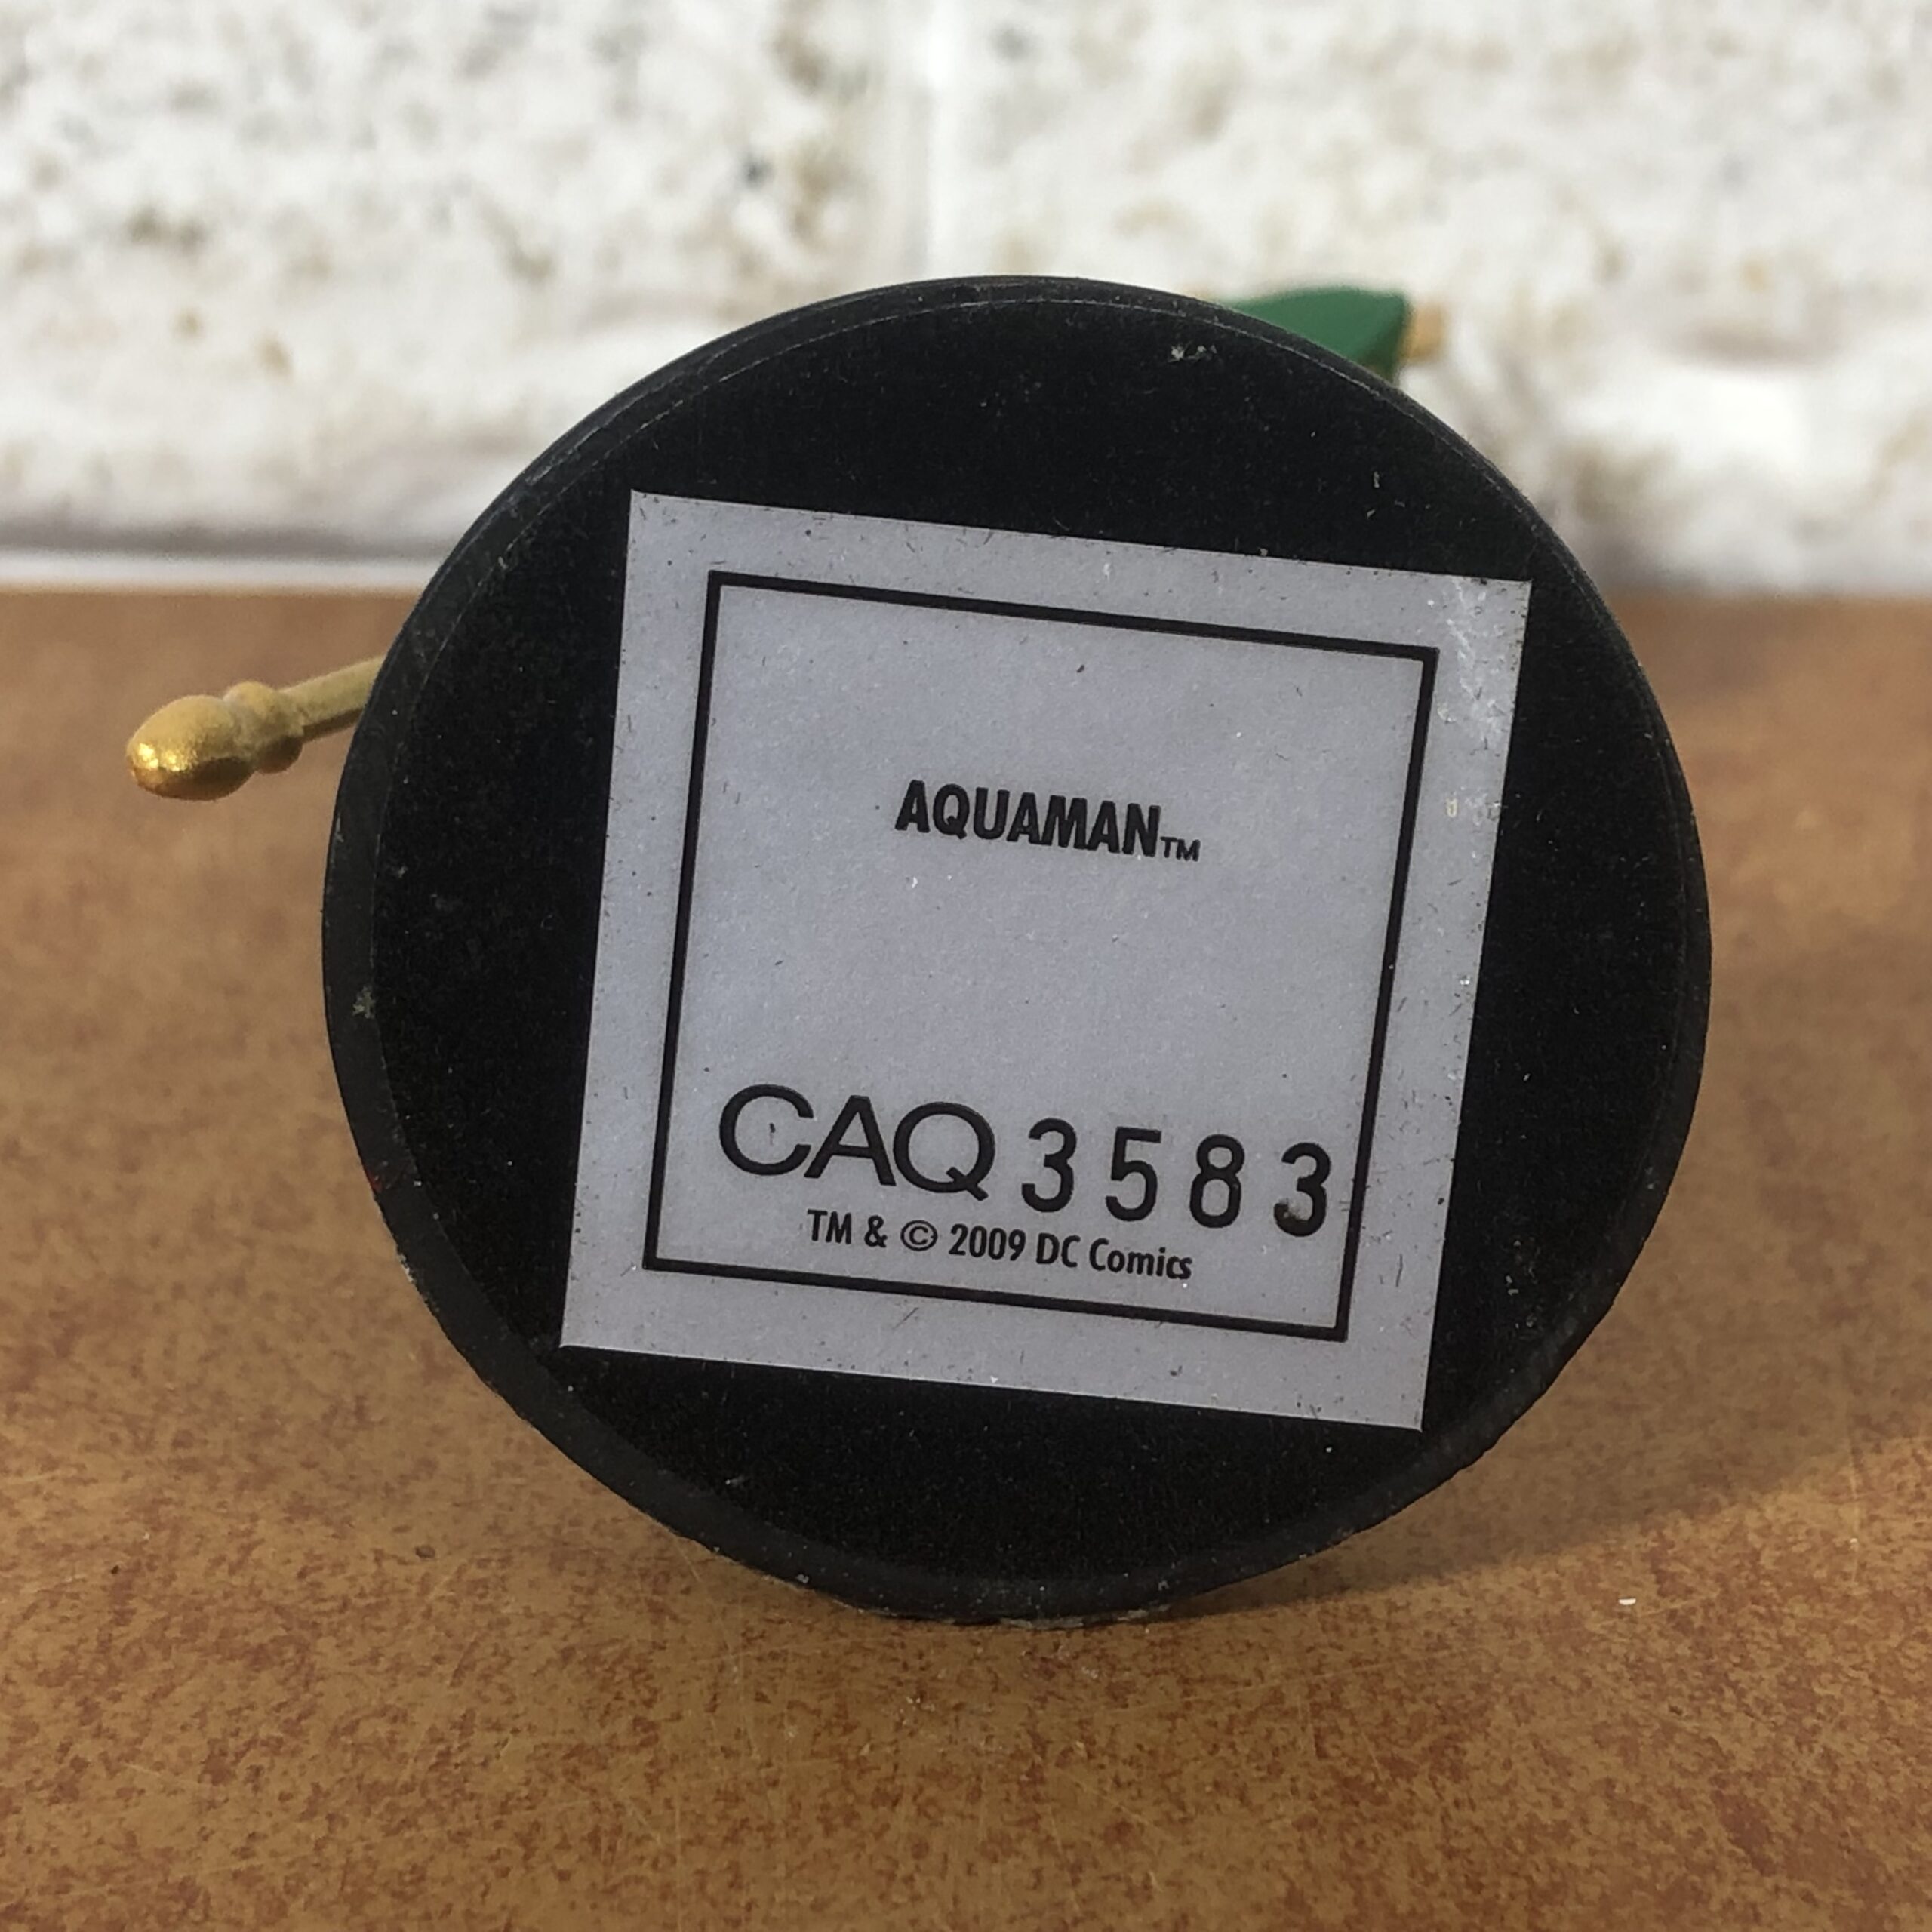 AQUAMAN™
CAQ 3583
TM & © 2009 DC Comics